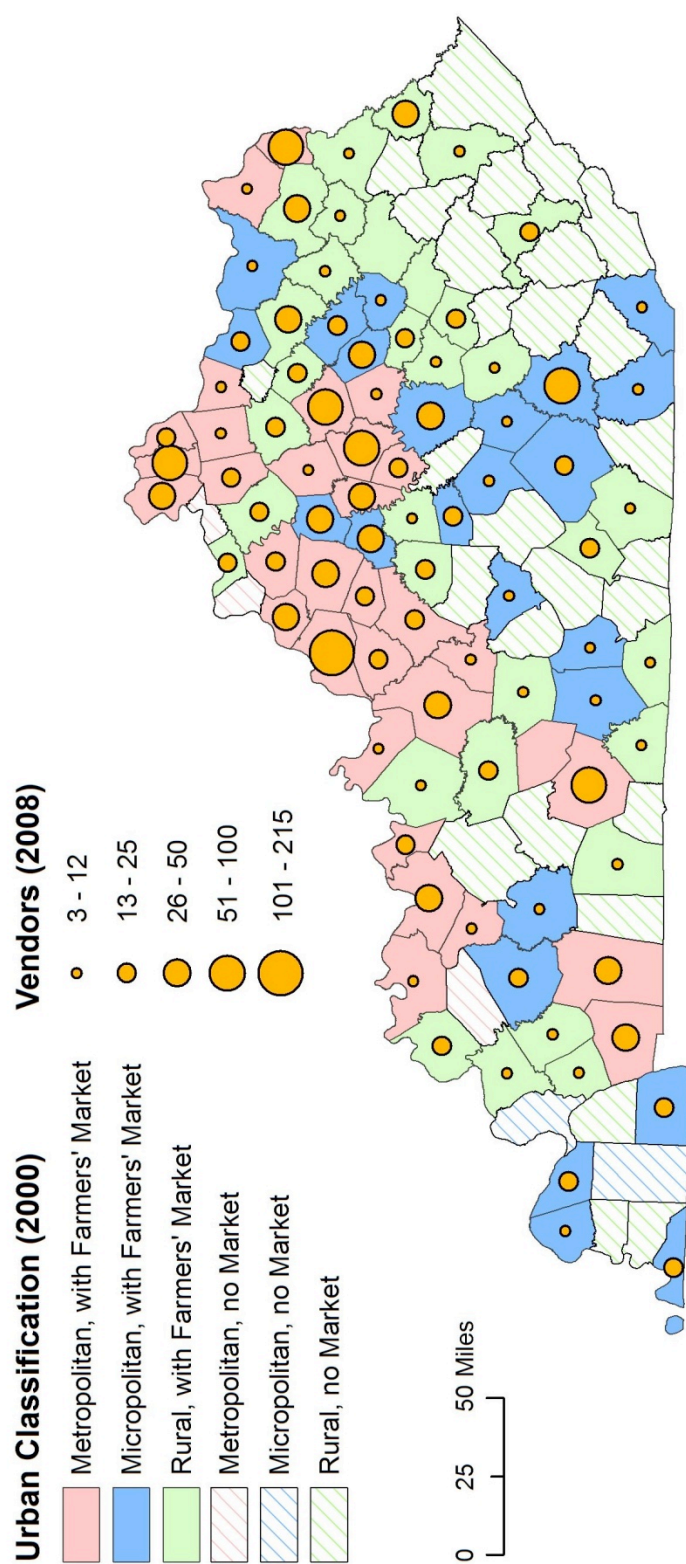 Urban Classification (2000)
Metropolitan, with Farmers' Market
Micropolitan, with Farmers' Market
Rural, with Farmers' Market
Metropolitan, no Market
Micropolitan, no Market
Rural, no Market
Vendors (2008)
3 - 12
13 - 25
26 - 50
51 - 100
101 - 215
0 25 50 Miles